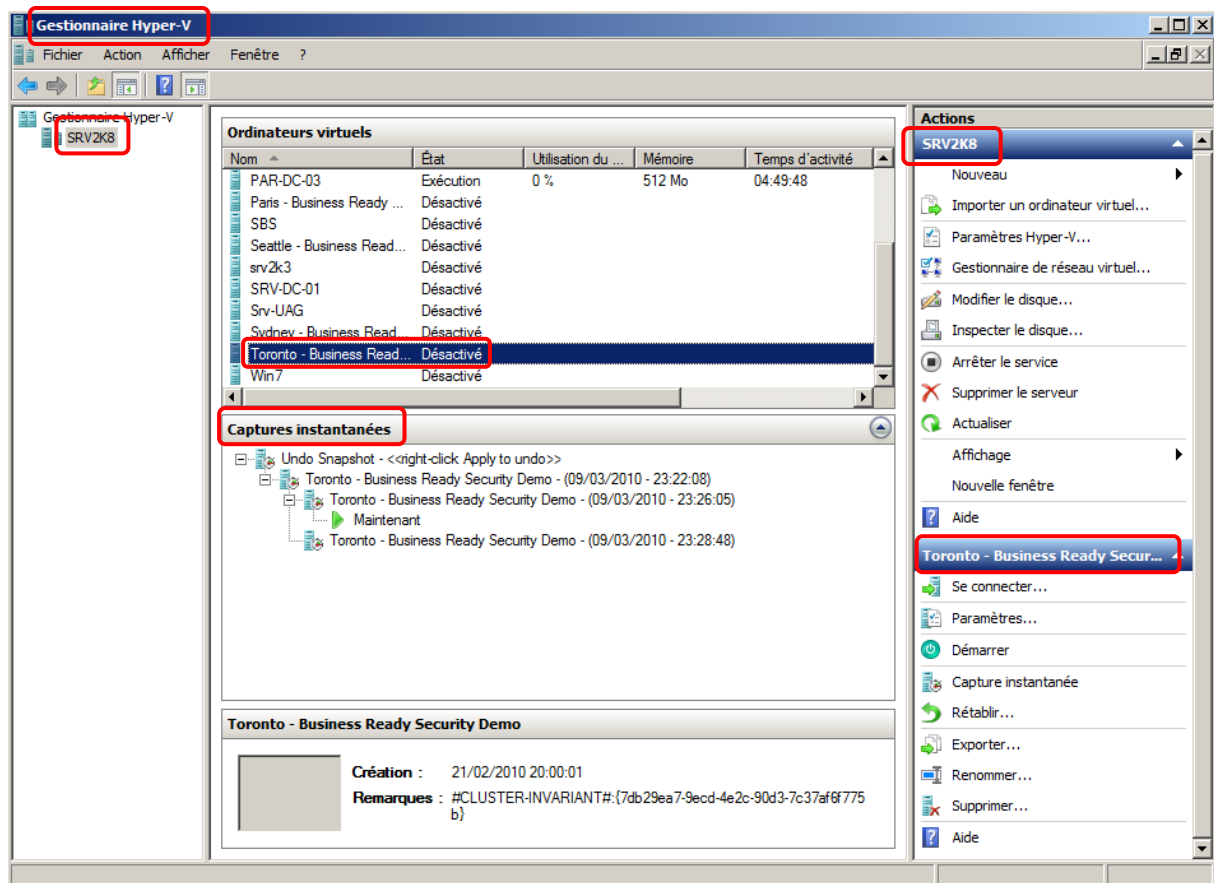 Gestionnaire Hyper-V
Fichier Action Afficher Fenêtre ?
Gestionnaire Hyper-V
SRV2K8
Ordinateurs virtuels
Nom État Utilisation du ... Mémoire Temps d'activité
PAR-DC-03 Exécution 0 % 512 Mo 04:49:48
Paris - Business Ready ... Désactivé
SBS Désactivé
Seattle - Business Read... Désactivé
srv2k3 Désactivé
SRV-DC-01 Désactivé
Srv-UAG Désactivé
Sydney - Business Read... Désactivé
Toronto - Business Read... Désactivé
Win7 Désactivé
Captures instantanées
Undo Snapshot - <<right-click Apply to undo>>
Toronto - Business Ready Security Demo - (09/03/2010 - 23:22:08)
Toronto - Business Ready Security Demo - (09/03/2010 - 23:26:05)
Maintenant
Toronto - Business Ready Security Demo - (09/03/2010 - 23:28:48)
Toronto - Business Ready Security Demo
Création : 21/02/2010 20:00:01
Remarques : #CLUSTER-INVARIANT#:{7db29ea7-9ecd-4e2c-90d3-7c37af6f775
b}
Actions
SRV2K8
Nouveau
Importer un ordinateur virtuel...
Paramètres Hyper-V...
Gestionnaire de réseau virtuel...
Modifier le disque...
Inspecter le disque...
Arrêter le service
Supprimer le serveur
Actualiser
Affichage
Nouvelle fenêtre
Aide
Toronto - Business Ready Secur...
Se connecter...
Paramètres...
Démarrer
Capture instantanée
Rétablir...
Exporter...
Renommer...
Supprimer...
Aide